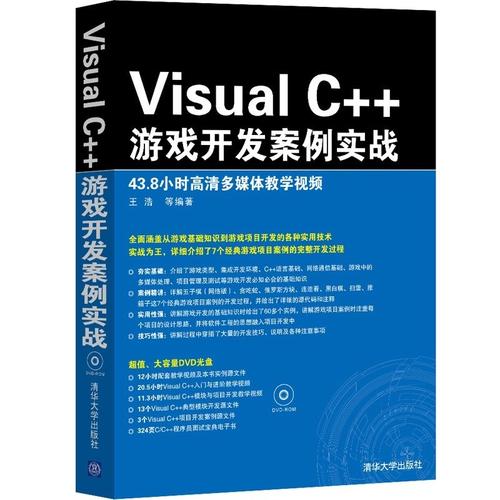 Visual C++
游戏开发案例实战
43.8小时高清多媒体教学视频
王 浩 等编著
全面涵盖从游戏基础知识到游戏项目开发的各种实用技术
实战为王，详细介绍了7个经典游戏项目案例的完整开发过程
夯实基础：介绍了游戏类型、集成开发环境、C++语言基础、网络通信基础、游戏中的
多媒体处理、项目管理及测试等游戏开发必知必会的基础知识
案例精讲：详解五子棋（网络版）、贪吃蛇、俄罗斯方块、连连看、黑白棋、扫雷、推
箱子这7个经典游戏项目案例的开发过程，并给出了详细的源代码和注释
实用性强：讲解游戏开发的基础知识时给出了60多个实例，讲解游戏项目案例时注重每
个项目的设计思路，并将软件工程的思想融入项目开发中
技巧性强：讲解中穿插了大量的开发技巧、说明及各种注意事项
超值、大容量DVD光盘
12小时配套教学视频及本书实例源文件
20.5小时Visual C++入门与进阶教学视频
11.3小时Visual C++模块与项目开发教学视频
13个Visual C++典型模块开发源文件
3个Visual C++项目案例源文件
324页C/C++程序员面试宝典电子书
DVD-ROM
清华大学出版社
Visual C++
游戏开发案例实战
DVD-ROM
清华大学出版社